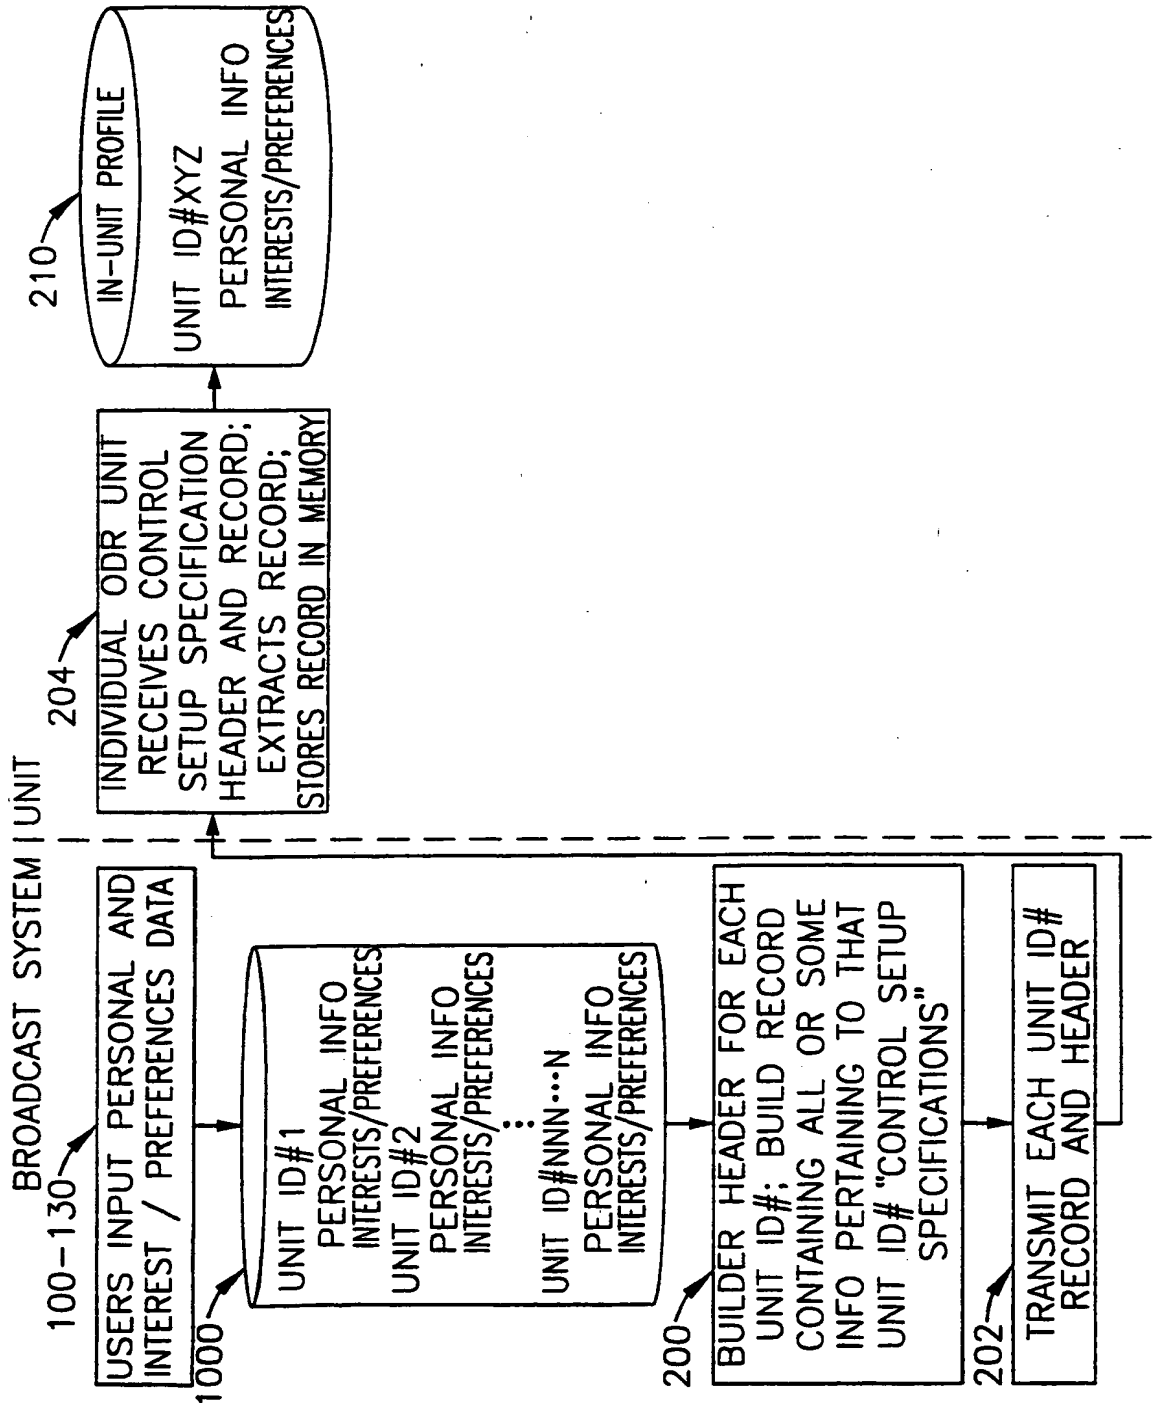 BROADCAST SYSTEM | UNIT
100-130
USERS INPUT PERSONAL AND
INTEREST / PREFERENCES DATA
1000
UNIT ID#1
PERSONAL INFO
INTERESTS/PREFERENCES
UNIT ID#2
PERSONAL INFO
INTERESTS/PREFERENCES
⋮
UNIT ID#NNN···N
PERSONAL INFO
INTERESTS/PREFERENCES
200
BUILDER HEADER FOR EACH
UNIT ID#; BUILD RECORD
CONTAINING ALL OR SOME
INFO PERTAINING TO THAT
UNIT ID# "CONTROL SETUP
SPECIFICATIONS"
202
TRANSMIT EACH UNIT ID#
RECORD AND HEADER
204
INDIVIDUAL ODR UNIT
RECEIVES CONTROL
SETUP SPECIFICATION
HEADER AND RECORD;
EXTRACTS RECORD;
STORES RECORD IN MEMORY
210
IN-UNIT PROFILE
UNIT ID#XYZ
PERSONAL INFO
INTERESTS/PREFERENCES